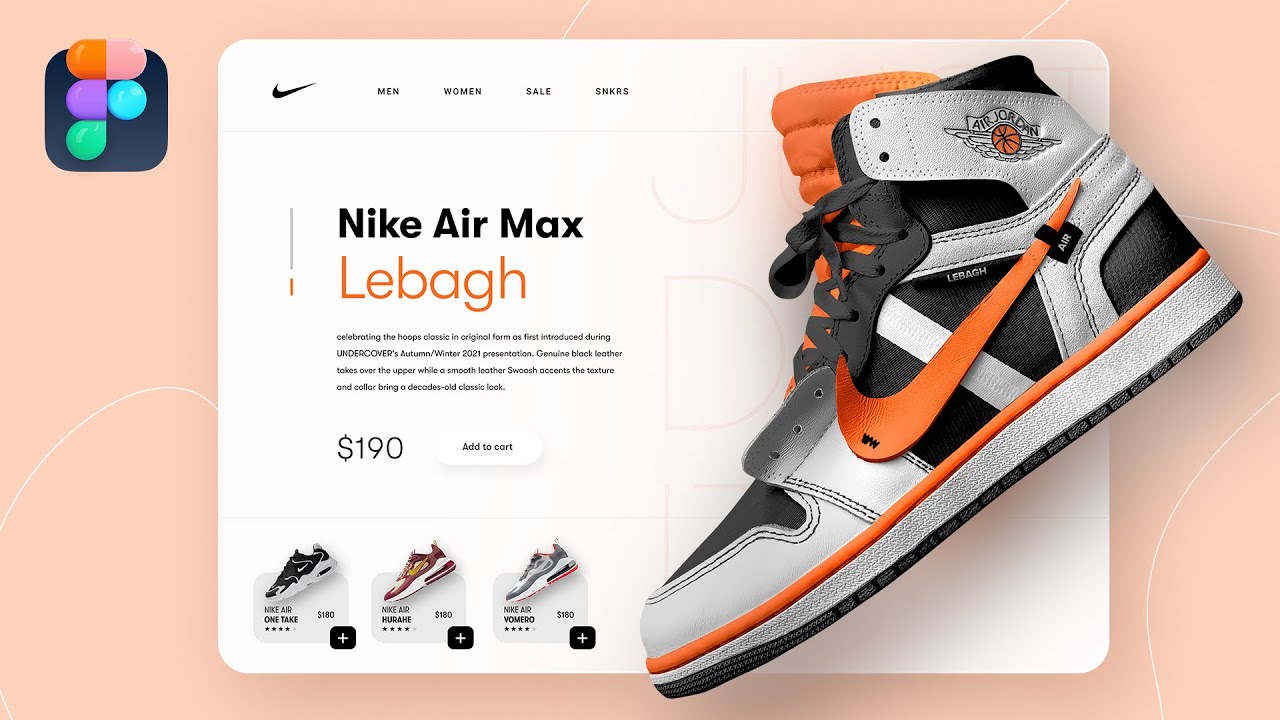 MEN WOMEN SALE SNKRS
JUST
DO
IT
Nike Air Max
Lebagh
celebrating the hoops classic in original form as first introduced during
UNDERCOVER's Autumn/Winter 2021 presentation. Genuine black leather
takes over the upper while a smooth leather Swoosh accents the texture
and collar bring a decades-old classic look.
$190 Add to cart
AIR JORDAN
AIR
LEBAGH
NIKE AIR
ONE TAKE $180
NIKE AIR
HURAHE $180
NIKE AIR
VOMERO $180